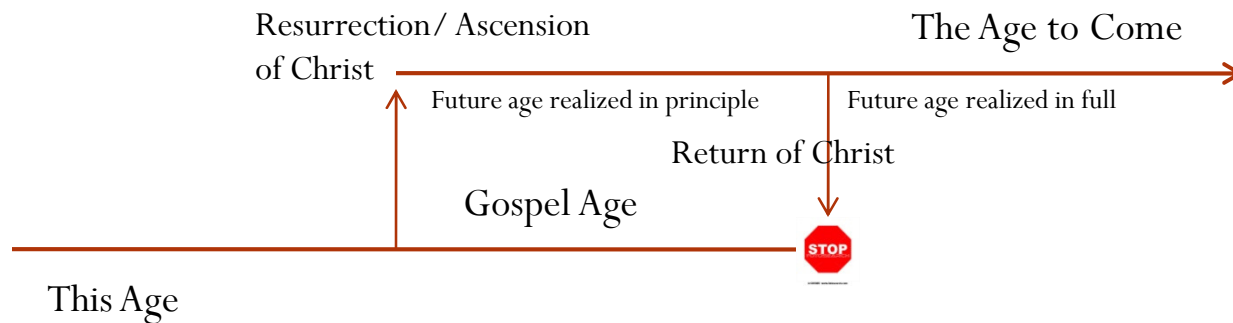 Resurrection/ Ascension
of Christ
The Age to Come
Future age realized in principle
Future age realized in full
Return of Christ
Gospel Age
STOP
This Age